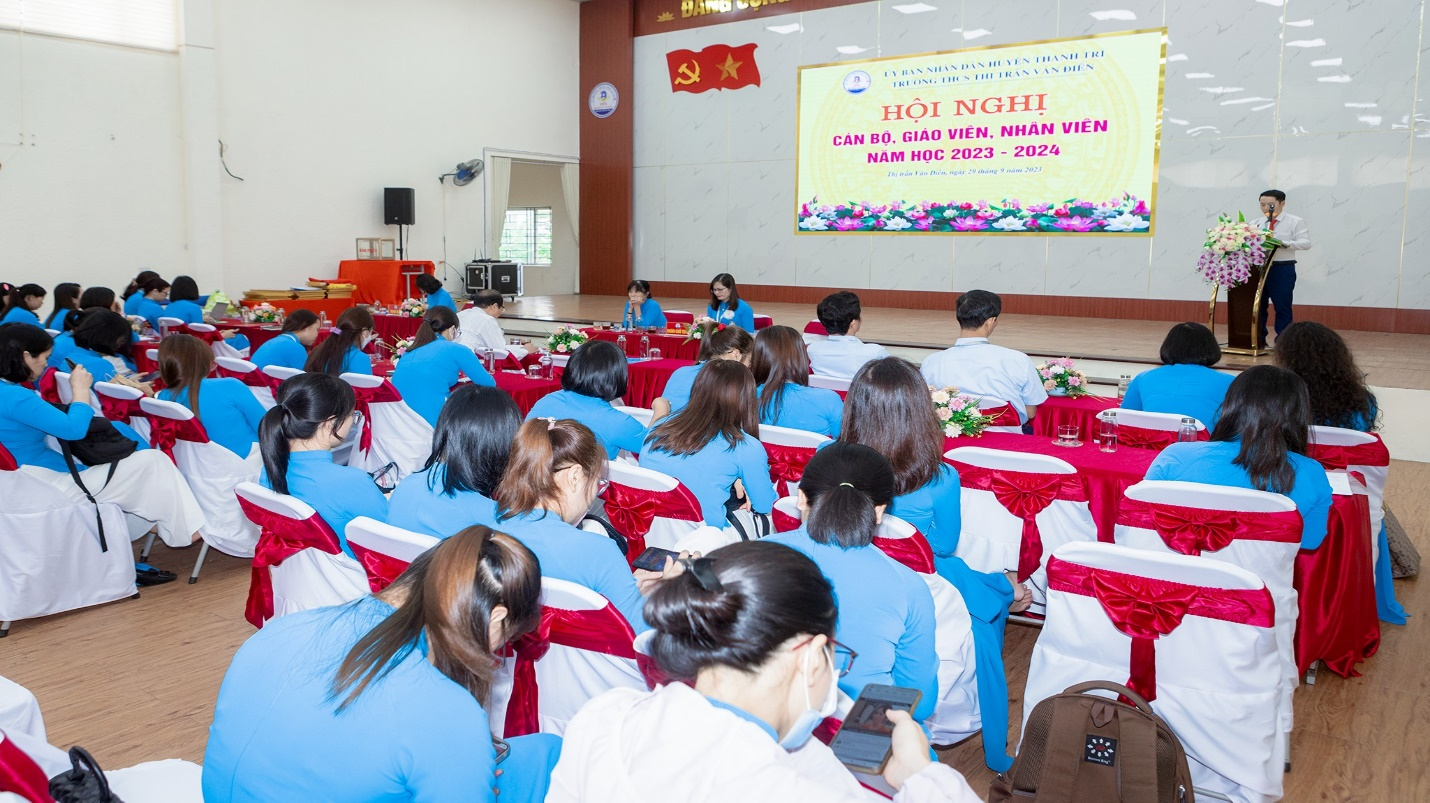 ĐẢNG CỘNG
ỦY BAN NHÂN DÂN HUYỆN THANH TRÌ
TRƯỜNG THCS THỊ TRẤN VĂN ĐIỂN
HỘI NGHỊ
CÁN BỘ, GIÁO VIÊN, NHÂN VIÊN
NĂM HỌC 2023 - 2024
Thị trấn Văn Điển, ngày 29 tháng 9 năm 2023